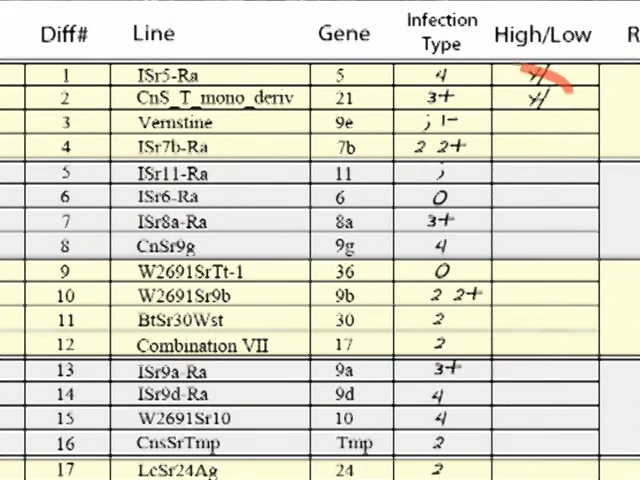 Diff# Line Gene Infection Type High/Low R
1 ISr5-Ra 5 4 H
2 CnS_T_mono_deriv 21 3+ H
3 Vernstine 9e ; 1-
4 ISr7b-Ra 7b 2 2+
5 ISr11-Ra 11 ;
6 ISr6-Ra 6 0
7 ISr8a-Ra 8a 3+
8 CnSr9g 9g 4
9 W2691SrTt-1 36 0
10 W2691Sr9b 9b 2 2+
11 BtSr30Wst 30 2
12 Combination VII 17 2
13 ISr9a-Ra 9a 3+
14 ISr9d-Ra 9d 4
15 W2691Sr10 10 4
16 CnsSrTmp Tmp 2
17 LcSr24Ag 24 2